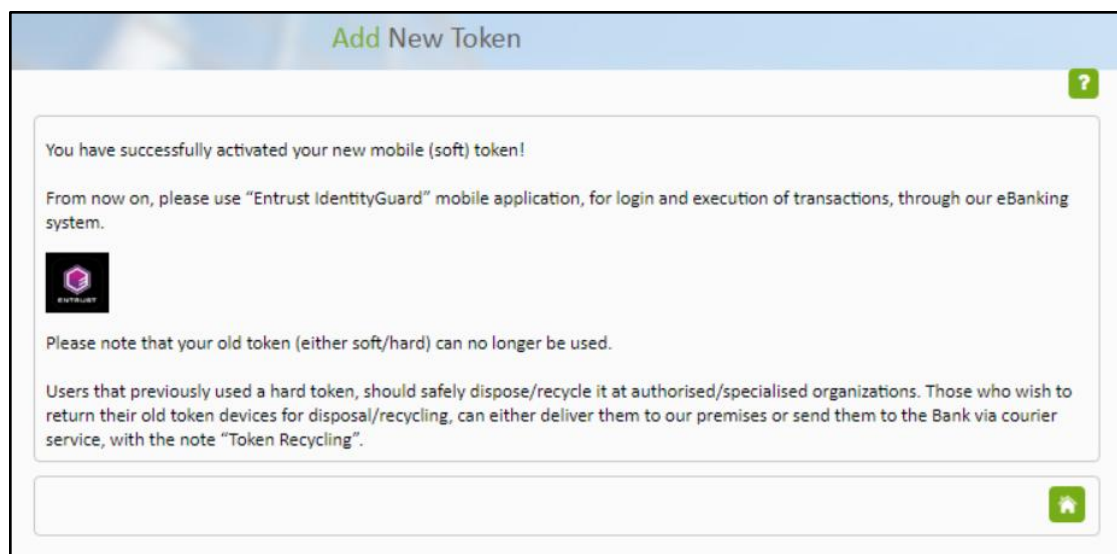 Add New Token
?
You have successfully activated your new mobile (soft) token!
From now on, please use “Entrust IdentityGuard” mobile application, for login and execution of transactions, through our eBanking
system.
ENTRUST
Please note that your old token (either soft/hard) can no longer be used.
Users that previously used a hard token, should safely dispose/recycle it at authorised/specialised organizations. Those who wish to
return their old token devices for disposal/recycling, can either deliver them to our premises or send them to the Bank via courier
service, with the note “Token Recycling”.